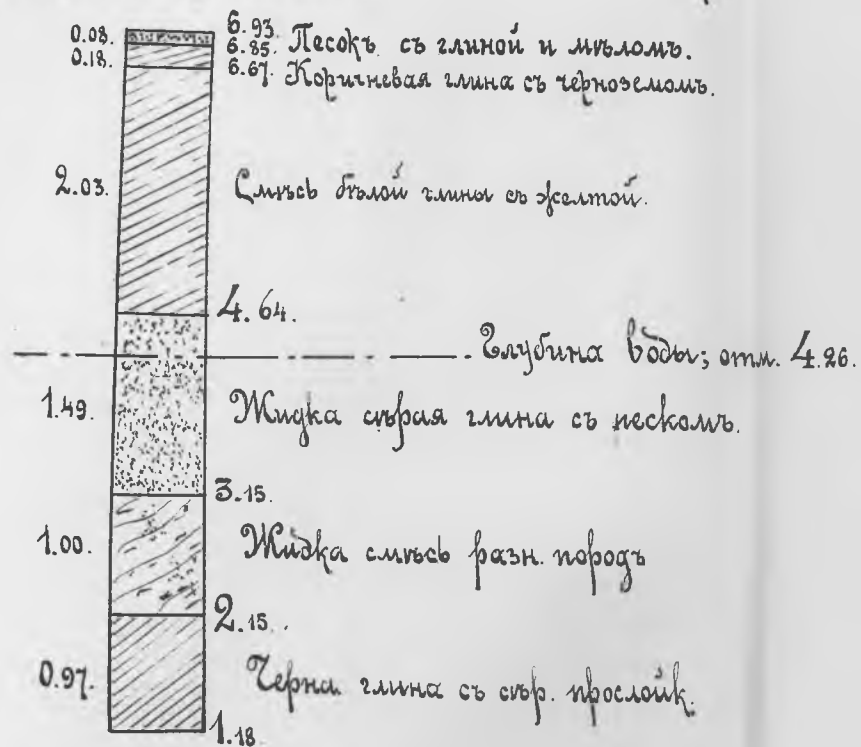 0.08. 6.93.
6.85. Песокъ съ глиной и мѣломъ.
0.18. 6.67. Коричневая глина съ черноземомъ.
2.03. Смѣсь бѣлой глины съ желтой.
4.64.
Глубина воды; отм. 4.26.
1.49. Жидка сѣрая глина съ пескомъ.
3.15.
1.00. Жидка смѣсь разн. породъ
2.15.
0.97. Черна глина съ сѣр. прослойк.
1.18.